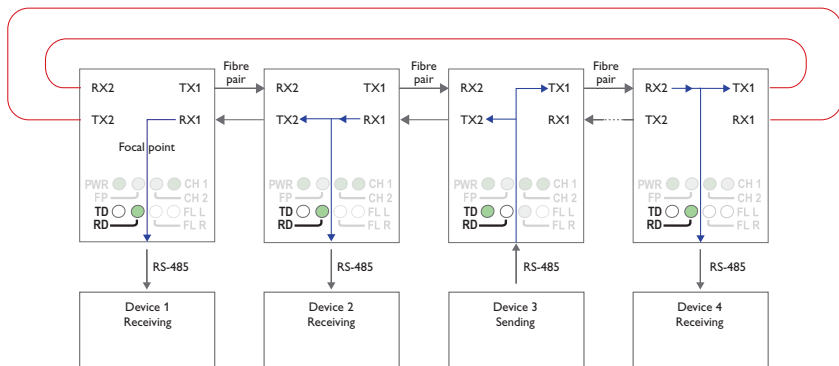 Fibre pair Fibre pair Fibre pair
RX2 TX1 RX2 TX1 RX2 TX1 RX2 TX1
TX2 RX1 TX2 RX1 TX2 RX1 TX2 RX1
Focal point
PWR CH 1 PWR CH 1 PWR CH 1 PWR CH 1
FP CH 2 FP CH 2 FP CH 2 FP CH 2
TD FL L TD FL L TD FL L TD FL L
RD FL R RD FL R RD FL R RD FL R
RS-485 RS-485 RS-485 RS-485
Device 1 Device 2 Device 3 Device 4
Receiving Receiving Sending Receiving